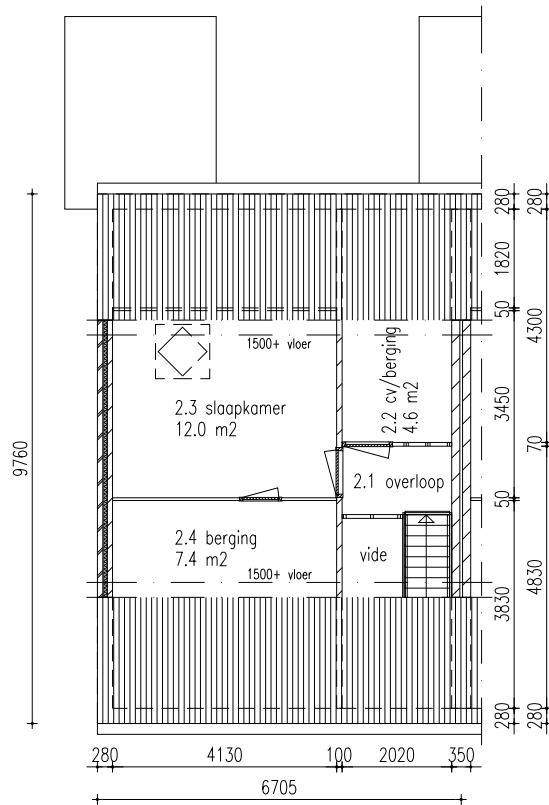 280
280
1820
50
1500+ vloer
4300
2.2 cv/berging
4.6 m2
2.3 slaapkamer
12.0 m2
3450
9760
70
2.1 overloop
50
2.4 berging
7.4 m2
vide
1500+ vloer
4830
3830
280
280
280
4130
100
2020
350
6705